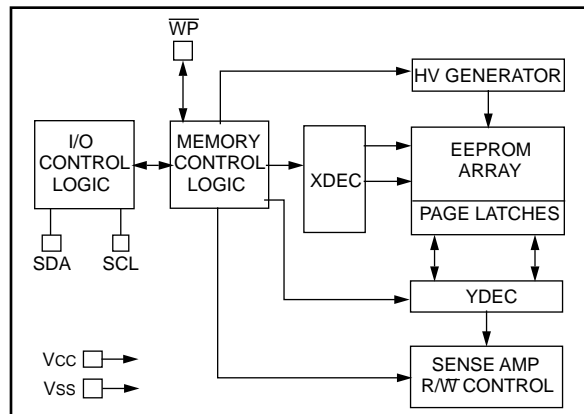 W̅P̅
HV GENERATOR
I/O
CONTROL
LOGIC
MEMORY
CONTROL
LOGIC
XDEC
EEPROM
ARRAY
PAGE LATCHES
SDA
SCL
YDEC
VCC
VSS
SENSE AMP
R/W̅ CONTROL